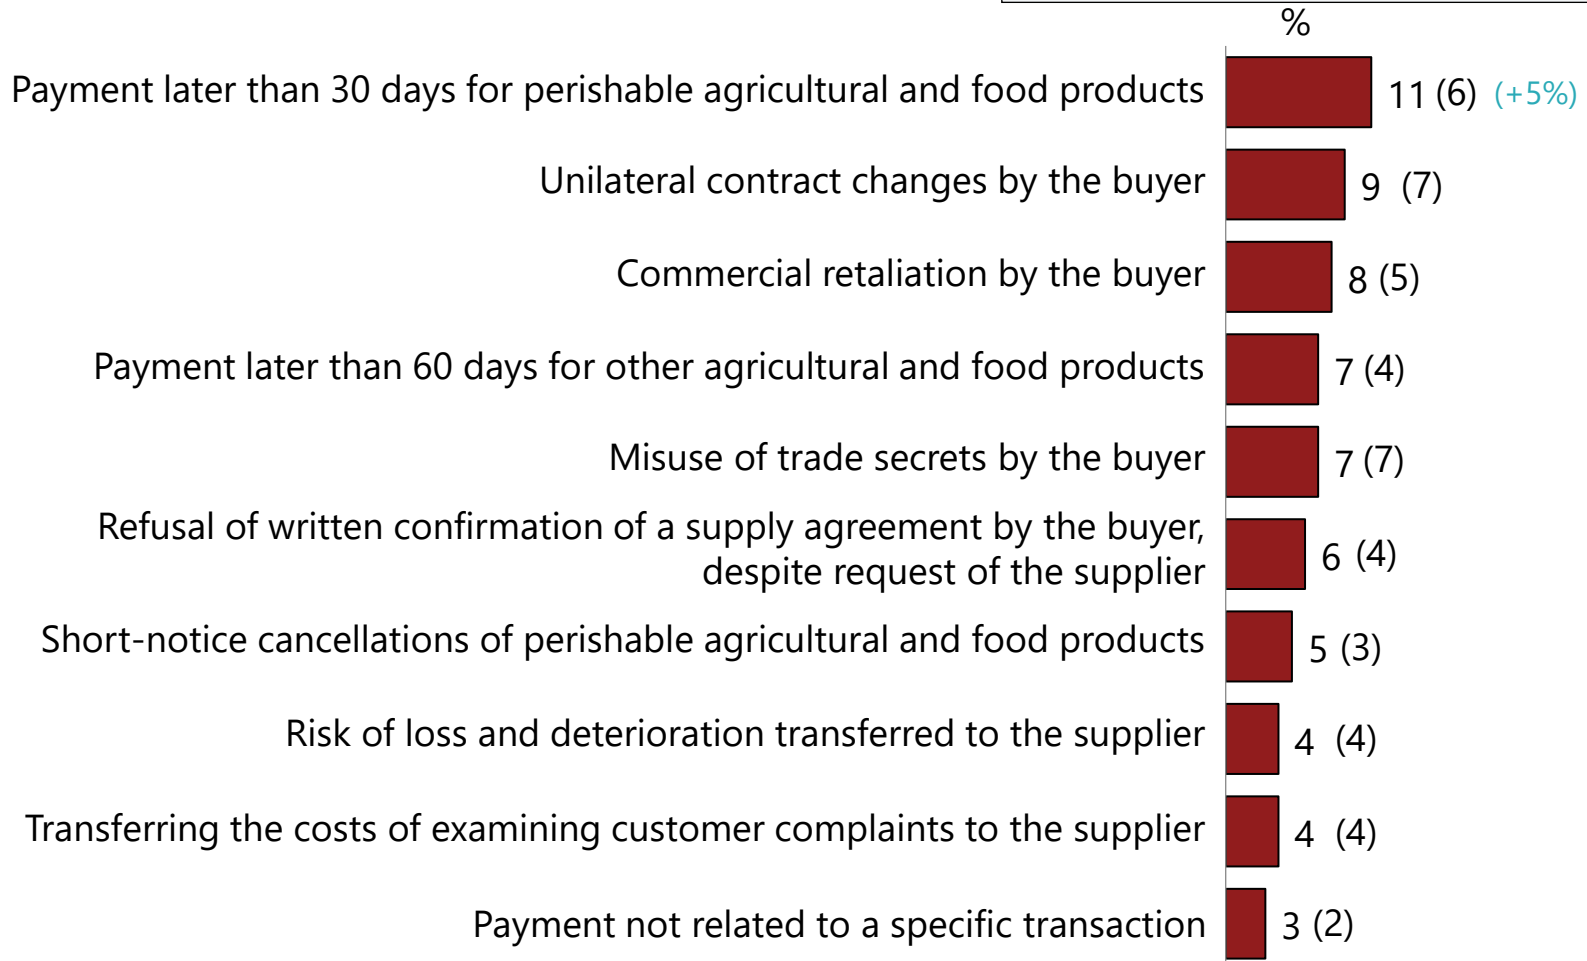 %
Payment later than 30 days for perishable agricultural and food products 11 (6) (+5%)
Unilateral contract changes by the buyer 9 (7)
Commercial retaliation by the buyer 8 (5)
Payment later than 60 days for other agricultural and food products 7 (4)
Misuse of trade secrets by the buyer 7 (7)
Refusal of written confirmation of a supply agreement by the buyer,
despite request of the supplier 6 (4)
Short-notice cancellations of perishable agricultural and food products 5 (3)
Risk of loss and deterioration transferred to the supplier 4 (4)
Transferring the costs of examining customer complaints to the supplier 4 (4)
Payment not related to a specific transaction 3 (2)